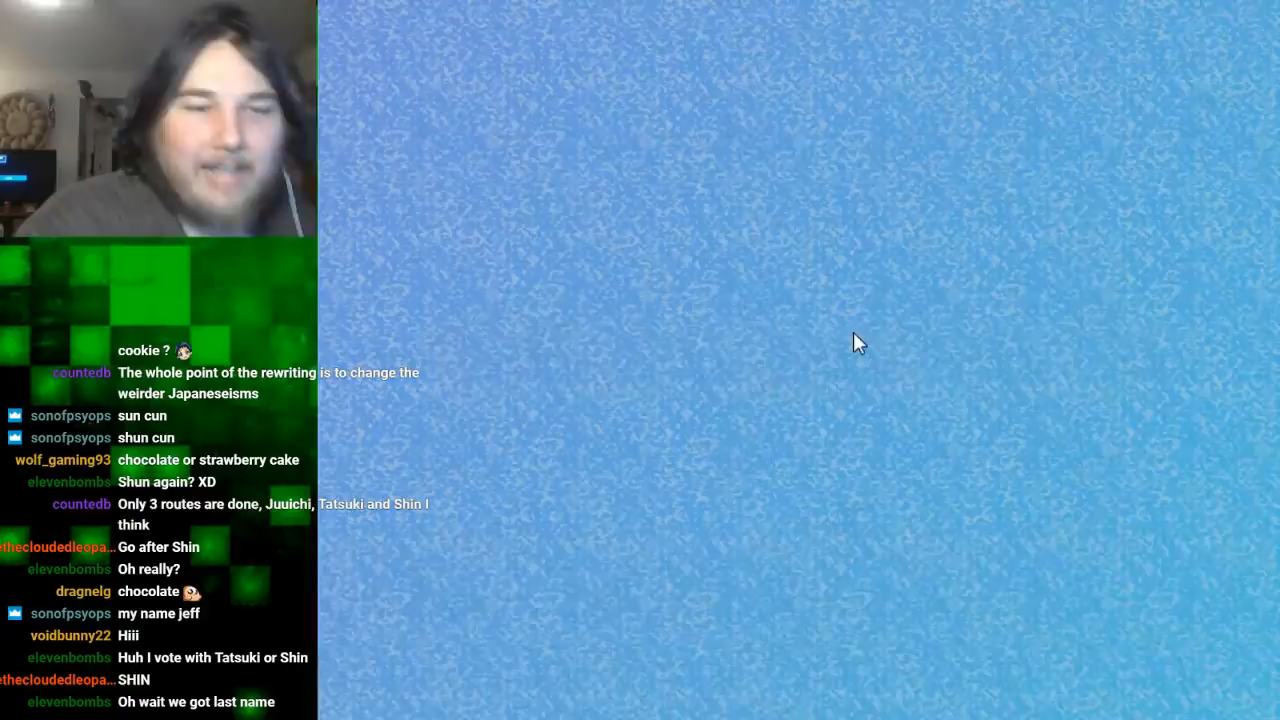 cookie ?
countedb The whole point of the rewriting is to change the
weirder Japaneseisms
sonofpsyops sun cun
sonofpsyops shun cun
wolf_gaming93 chocolate or strawberry cake
elevenbombs Shun again? XD
countedb Only 3 routes are done, Juuichi, Tatsuki and Shin I
think
ethecloudedleopa... Go after Shin
elevenbombs Oh really?
dragnelg chocolate
sonofpsyops my name jeff
voidbunny22 Hiii
elevenbombs Huh I vote with Tatsuki or Shin
ethecloudedleopa... SHIN
elevenbombs Oh wait we got last name